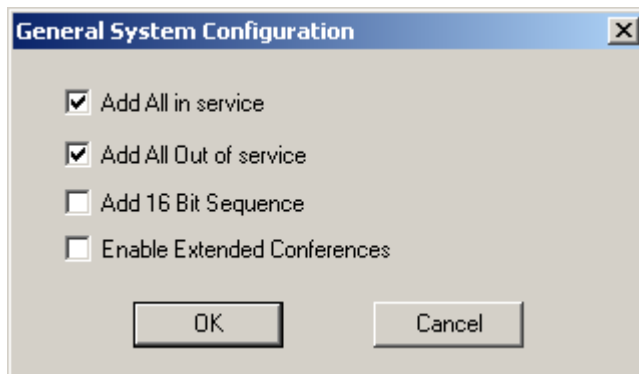 General System Configuration
Add All in service
Add All Out of service
Add 16 Bit Sequence
Enable Extended Conferences
OK Cancel